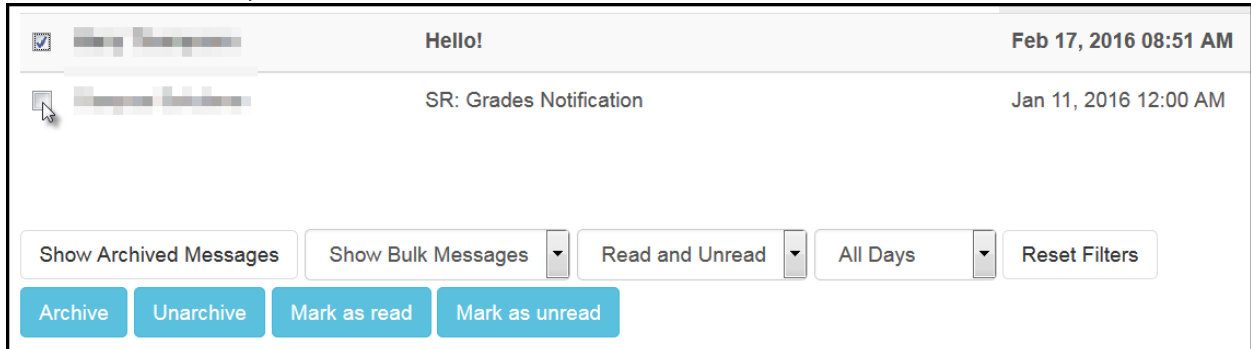 Hello! Feb 17, 2016 08:51 AM
SR: Grades Notification Jan 11, 2016 12:00 AM
Show Archived Messages Show Bulk Messages Read and Unread All Days Reset Filters
Archive Unarchive Mark as read Mark as unread